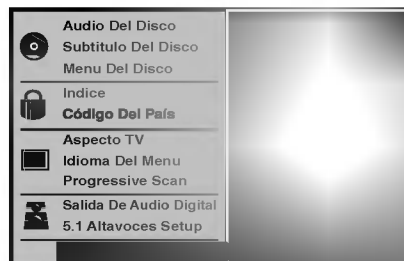 Audio Del Disco
Subtitulo Del Disco
Menu Del Disco
Indice
Código Del País
Aspecto TV
Idioma Del Menu
Progressive Scan
Salida De Audio Digital
5.1 Altavoces Setup